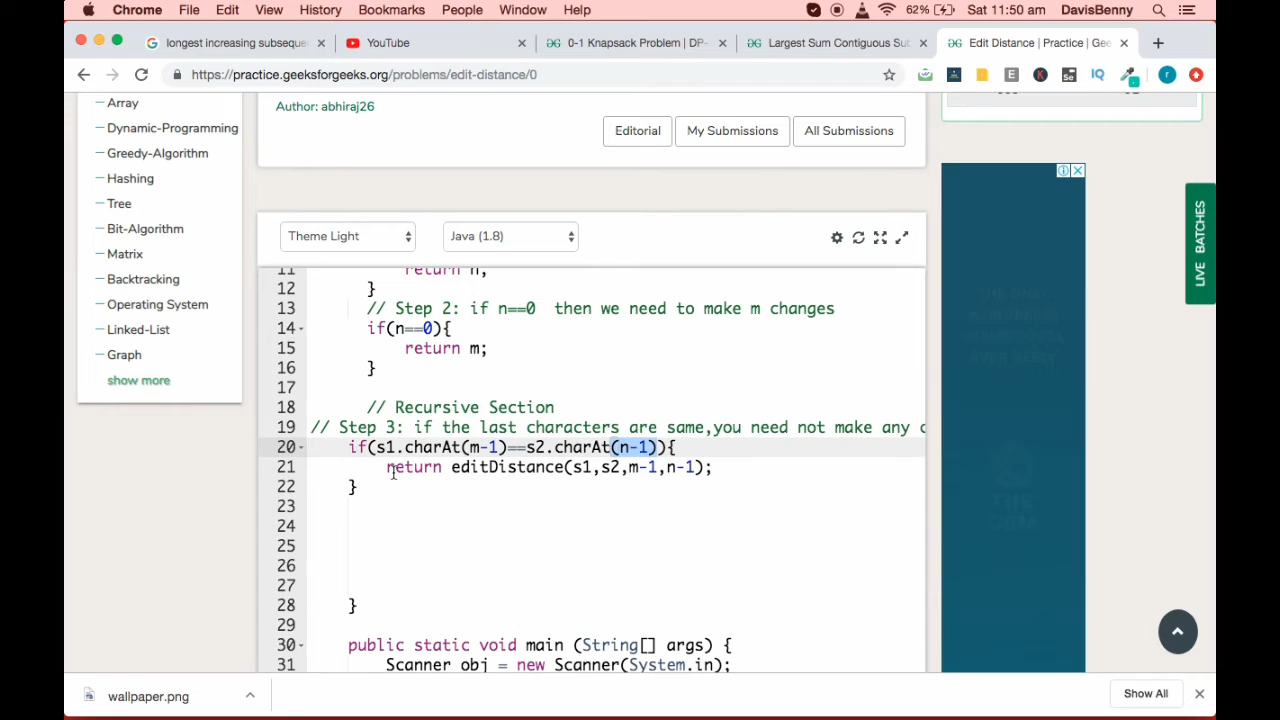 Chrome File Edit View History Bookmarks People Window Help 62% Sat 11:50 am DavisBenny
longest increasing subseque YouTube 0-1 Knapsack Problem | DP- Largest Sum Contiguous Sub Edit Distance | Practice | Gee
https://practice.geeksforgeeks.org/problems/edit-distance/0
Array
Dynamic-Programming
Greedy-Algorithm
Hashing
Tree
Bit-Algorithm
Matrix
Backtracking
Operating System
Linked-List
Graph
show more
Author: abhiraj26
Editorial My Submissions All Submissions
Theme Light Java (1.8)
11 return n;
12 }
13 // Step 2: if n==0  then we need to make m changes
14 if(n==0){
15 return m;
16 }
17
18 // Recursive Section
19 // Step 3: if the last characters are same,you need not make any c
20 if(s1.charAt(m-1)==s2.charAt(n-1)){
21 return editDistance(s1,s2,m-1,n-1);
22 }
23
24
25
26
27
28 }
29
30 public static void main (String[] args) {
31 Scanner obj = new Scanner(System.in);
LIVE BATCHES
wallpaper.png Show All